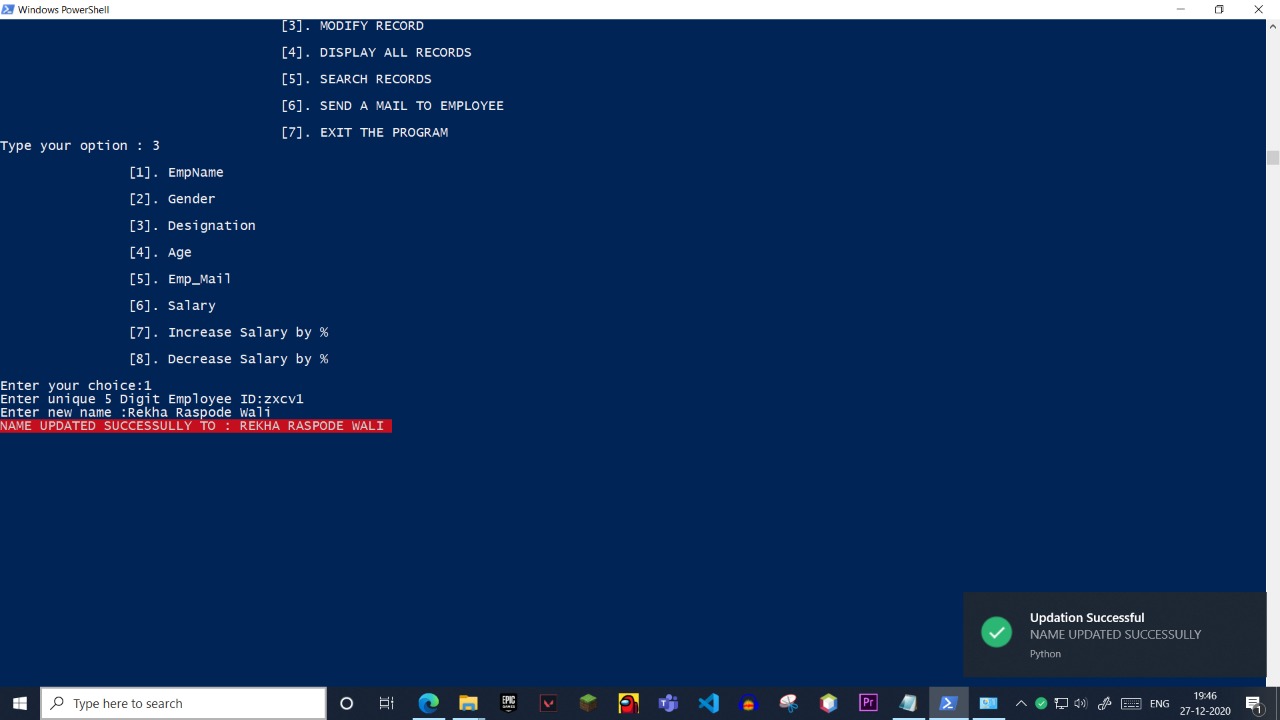 Windows PowerShell
[3]. MODIFY RECORD
[4]. DISPLAY ALL RECORDS
[5]. SEARCH RECORDS
[6]. SEND A MAIL TO EMPLOYEE
[7]. EXIT THE PROGRAM
Type your option : 3
[1]. EmpName
[2]. Gender
[3]. Designation
[4]. Age
[5]. Emp_Mail
[6]. Salary
[7]. Increase Salary by %
[8]. Decrease Salary by %
Enter your choice:1
Enter unique 5 Digit Employee ID:zxcv1
Enter new name :Rekha Raspode Wali
NAME UPDATED SUCCESSULLY TO : REKHA RASPODE WALI
Updation Successful
NAME UPDATED SUCCESSULLY
Python
Type here to search
EPIC
GAMES
Pr
ENG
19:46
27-12-2020
1